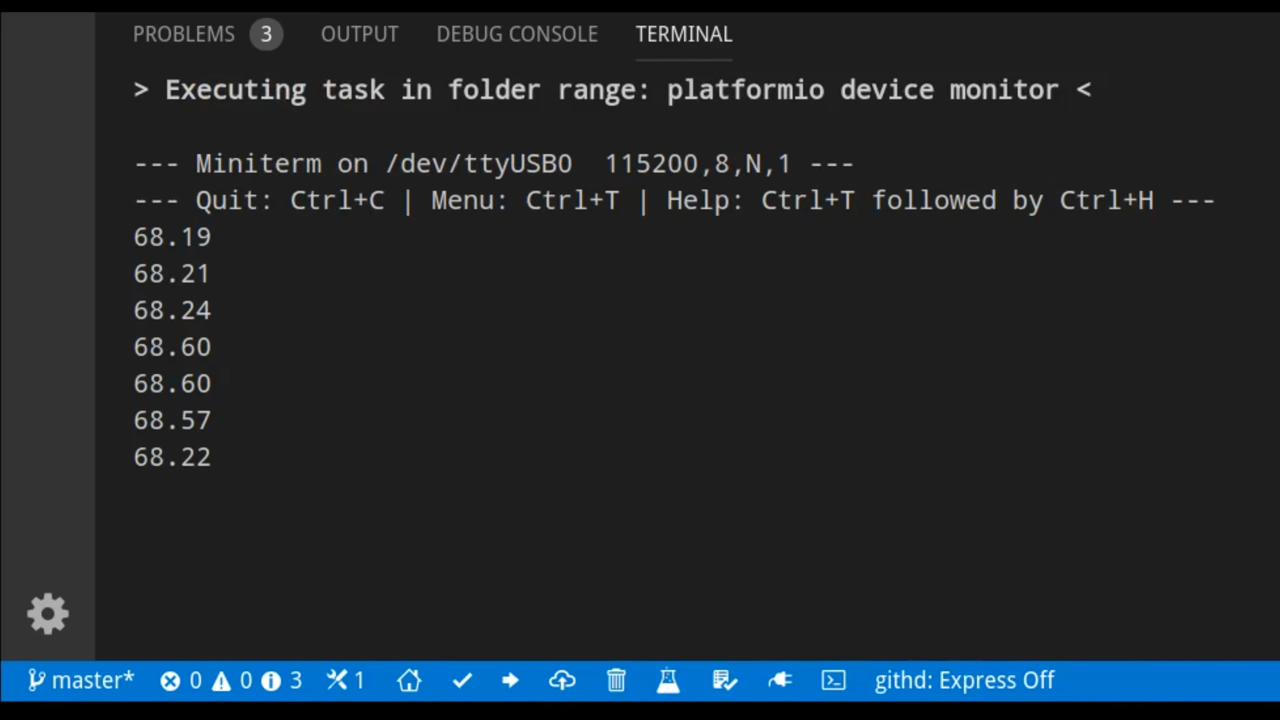 PROBLEMS 3 OUTPUT DEBUG CONSOLE TERMINAL
> Executing task in folder range: platformio device monitor <
--- Miniterm on /dev/ttyUSB0  115200,8,N,1 ---
--- Quit: Ctrl+C | Menu: Ctrl+T | Help: Ctrl+T followed by Ctrl+H ---
68.19
68.21
68.24
68.60
68.60
68.57
68.22
master* 0 0 3 1 githd: Express Off